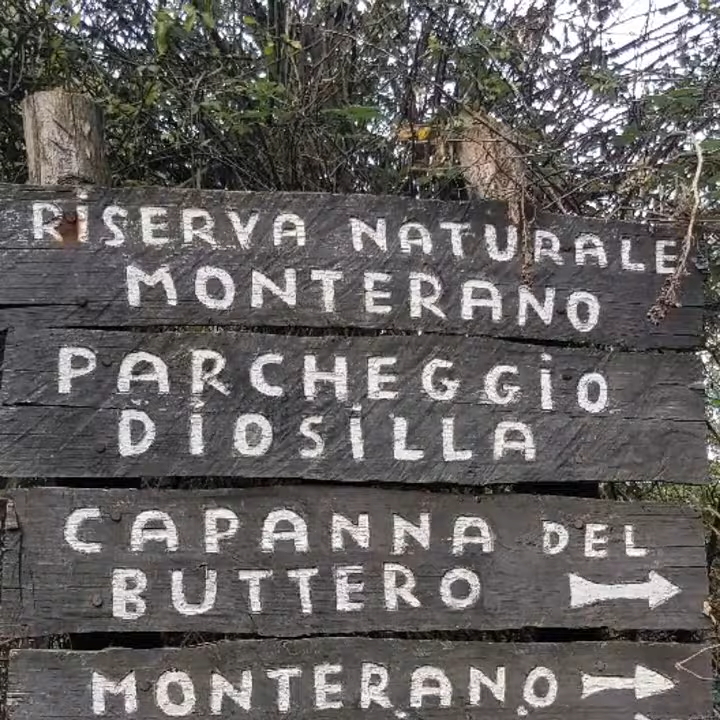 RiSERVA NATURALE
MONTERANO
PARCHEGGiO
DiOSiLLA
CAPANNA DEL
BUTTERO
MONTERANO